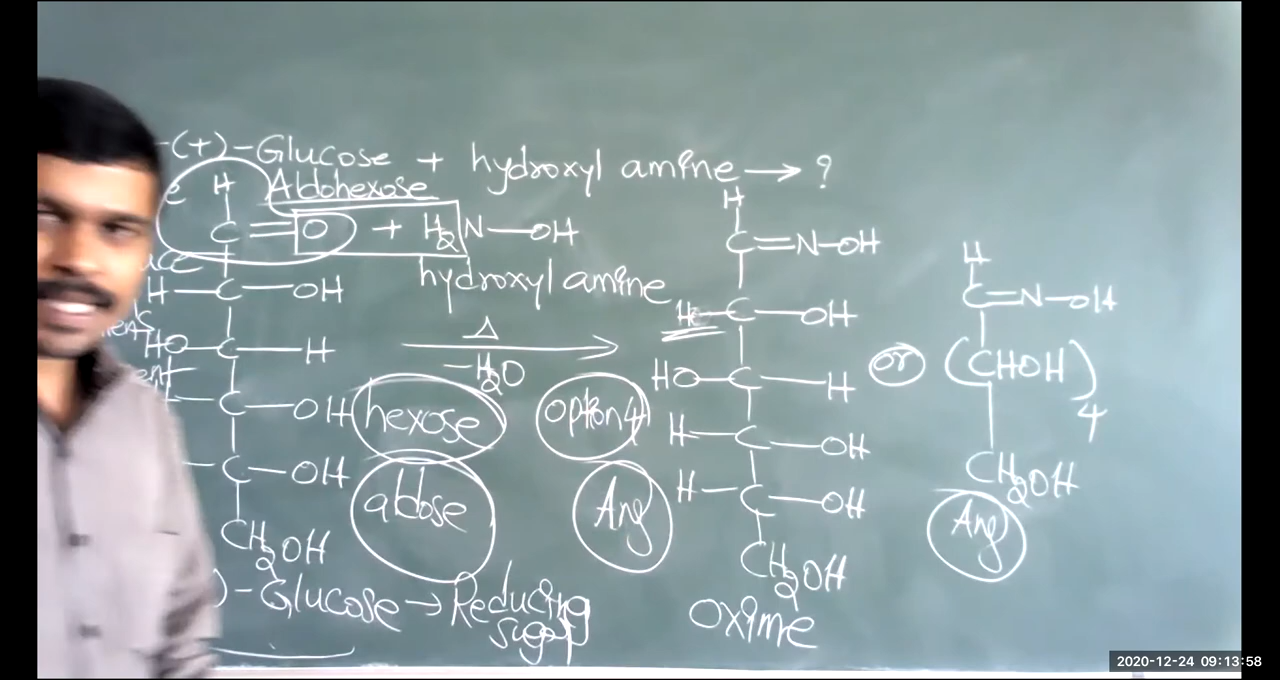 -(+)-Glucose + hydroxyl amine → ?
Aldohexose
H
C=O + H2N-OH
hydroxyl amine
H-C-OH
HO-C-H
C-OH
C-OH
CH2OH
Δ
-H2O
hexose
aldose
option 4
Ans
)-Glucose → Reducing
sugar
H
C=N-OH
C-OH
HO-C-H
H-C-OH
H-C-OH
CH2OH
Oxime
or
H
C=N-OH
(CHOH)4
CH2OH
Ans
2020-12-24 09:13:58